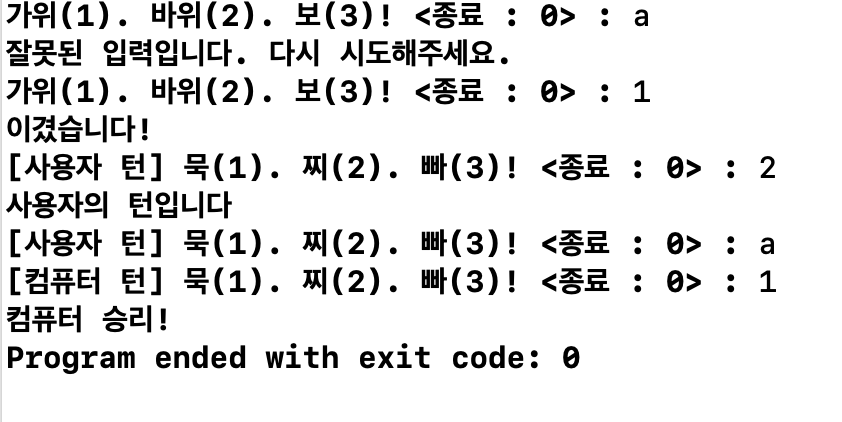 가위(1). 바위(2). 보(3)! <종료 : 0> : a
잘못된 입력입니다. 다시 시도해주세요.
가위(1). 바위(2). 보(3)! <종료 : 0> : 1
이겼습니다!
[사용자 턴] 묵(1). 찌(2). 빠(3)! <종료 : 0> : 2
사용자의 턴입니다
[사용자 턴] 묵(1). 찌(2). 빠(3)! <종료 : 0> : a
[컴퓨터 턴] 묵(1). 찌(2). 빠(3)! <종료 : 0> : 1
컴퓨터 승리!
Program ended with exit code: 0